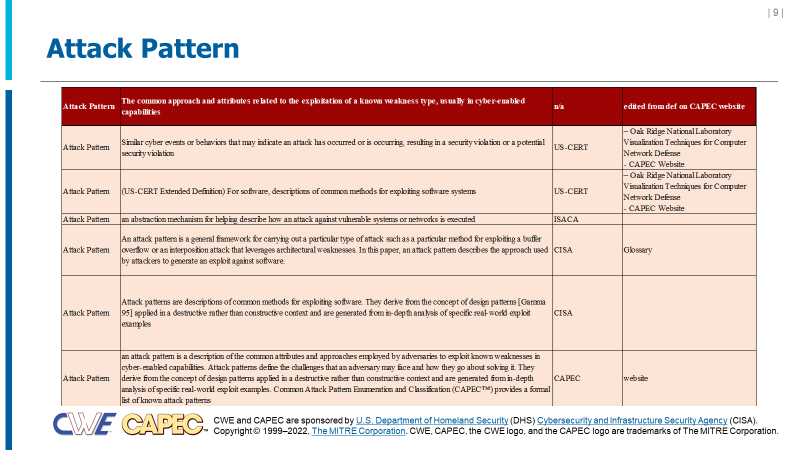 | 9 |
Attack Pattern
Attack Pattern
The common approach and attributes related to the exploitation of a known weakness type, usually in cyber-enabled
capabilities
n/a
edited from def on CAPEC website
Attack Pattern
Similar cyber events or behaviors that may indicate an attack has occurred or is occurring, resulting in a security violation or a potential
security violation
US-CERT
– Oak Ridge National Laboratory
Visualization Techniques for Computer
Network Defense
- CAPEC Website
Attack Pattern
(US-CERT Extended Definition) For software, descriptions of common methods for exploiting software systems
US-CERT
– Oak Ridge National Laboratory
Visualization Techniques for Computer
Network Defense
- CAPEC Website
Attack Pattern
an abstraction mechanism for helping describe how an attack against vulnerable systems or networks is executed
ISACA
Attack Pattern
An attack pattern is a general framework for carrying out a particular type of attack such as a particular method for exploiting a buffer
overflow or an interposition attack that leverages architectural weaknesses. In this paper, an attack pattern describes the approach used
by attackers to generate an exploit against software.
CISA
Glossary
Attack Pattern
Attack patterns are descriptions of common methods for exploiting software. They derive from the concept of design patterns [Gamma
95] applied in a destructive rather than constructive context and are generated from in-depth analysis of specific real-world exploit
examples
CISA
Attack Pattern
an attack pattern is a description of the common attributes and approaches employed by adversaries to exploit known weaknesses in
cyber-enabled capabilities. Attack patterns define the challenges that an adversary may face and how they go about solving it. They
derive from the concept of design patterns applied in a destructive rather than constructive context and are generated from in-depth
analysis of specific real-world exploit examples. Common Attack Pattern Enumeration and Classification (CAPEC™) provides a formal
list of known attack patterns
CAPEC
website
CWE CAPEC™
CWE and CAPEC are sponsored by U.S. Department of Homeland Security (DHS) Cybersecurity and Infrastructure Security Agency (CISA).
Copyright © 1999–2022, The MITRE Corporation. CWE, CAPEC, the CWE logo, and the CAPEC logo are trademarks of The MITRE Corporation.